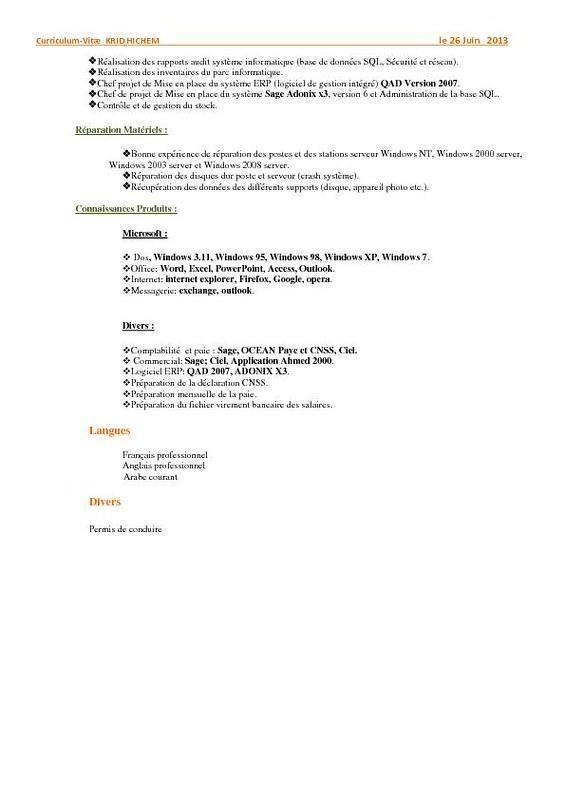 Curriculum-Vitæ KRID HICHEM le 26 Juin 2013
❖Réalisation des rapports audit système informatique (base de données SQL, Sécurité et réseau).
❖Réalisation des inventaires du parc informatique.
❖Chef projet de Mise en place du système ERP (logiciel de gestion intégré) QAD Version 2007.
❖Chef de projet de Mise en place du système Sage Adonix x3, version 6 et Administration de la base SQL.
❖Contrôle et de gestion du stock.
Réparation Matériels :
❖Bonne expérience de réparation des postes et des stations serveur Windows NT, Windows 2000 server,
Windows 2003 server et Windows 2008 server.
❖Réparation des disques dur poste et serveur (crash système).
❖Récupération des données des différents supports (disque, appareil photo etc.).
Connaissances Produits :
Microsoft :
❖ Dos, Windows 3.11, Windows 95, Windows 98, Windows XP, Windows 7.
❖Office: Word, Excel, PowerPoint, Access, Outlook.
❖Internet: internet explorer, Firefox, Google, opera.
❖Messagerie: exchange, outlook.
Divers :
❖Comptabilité et paie : Sage, OCEAN Paye et CNSS, Ciel.
❖ Commercial: Sage; Ciel, Application Ahmed 2000.
❖Logiciel ERP: QAD 2007, ADONIX X3.
❖Préparation de la déclaration CNSS.
❖Préparation mensuelle de la paie.
❖Préparation du fichier virement bancaire des salaires.
Langues
Français professionnel
Anglais professionnel
Arabe courant
Divers
Permis de conduire